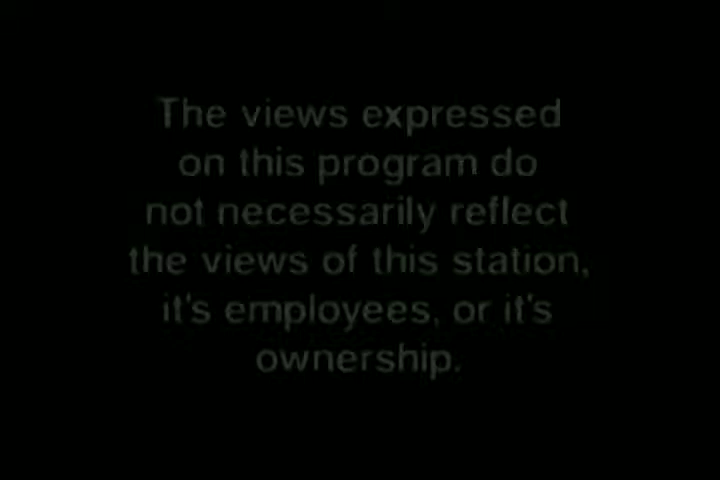 The views expressed
on this program do
not necessarily reflect
the views of this station,
it's employees, or it's
ownership.